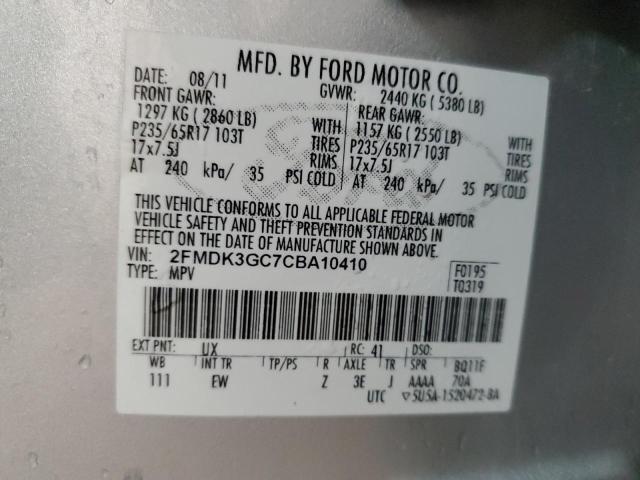 MFD. BY FORD MOTOR CO.
DATE: 08/11 GVWR: 2440 KG ( 5380 LB)
FRONT GAWR: REAR GAWR:
1297 KG ( 2860 LB) WITH 1157 KG ( 2550 LB) WITH
P235/65R17 103T TIRES P235/65R17 103T TIRES
17x7.5J RIMS 17x7.5J RIMS
AT 240 kPa/ 35 PSI COLD AT 240 kPa/ 35 PSI COLD
THIS VEHICLE CONFORMS TO ALL APPLICABLE FEDERAL MOTOR
VEHICLE SAFETY AND THEFT PREVENTION STANDARDS IN
EFFECT ON THE DATE OF MANUFACTURE SHOWN ABOVE.
VIN: 2FMDK3GC7CBA10410 F0195
TYPE: MPV T0319
EXT PNT: UX RC: 41 DSO:
WB INT TR TP/PS R AXLE TR SPR BQ11F
111 EW Z 3E J AAAA 70A
UTC ▽5U5A-1520472-BA